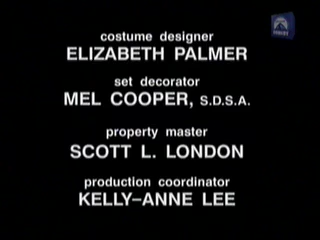 costume designer
ELIZABETH PALMER
set decorator
MEL COOPER, S.D.S.A.
property master
SCOTT L. LONDON
production coordinator
KELLY–ANNE LEE